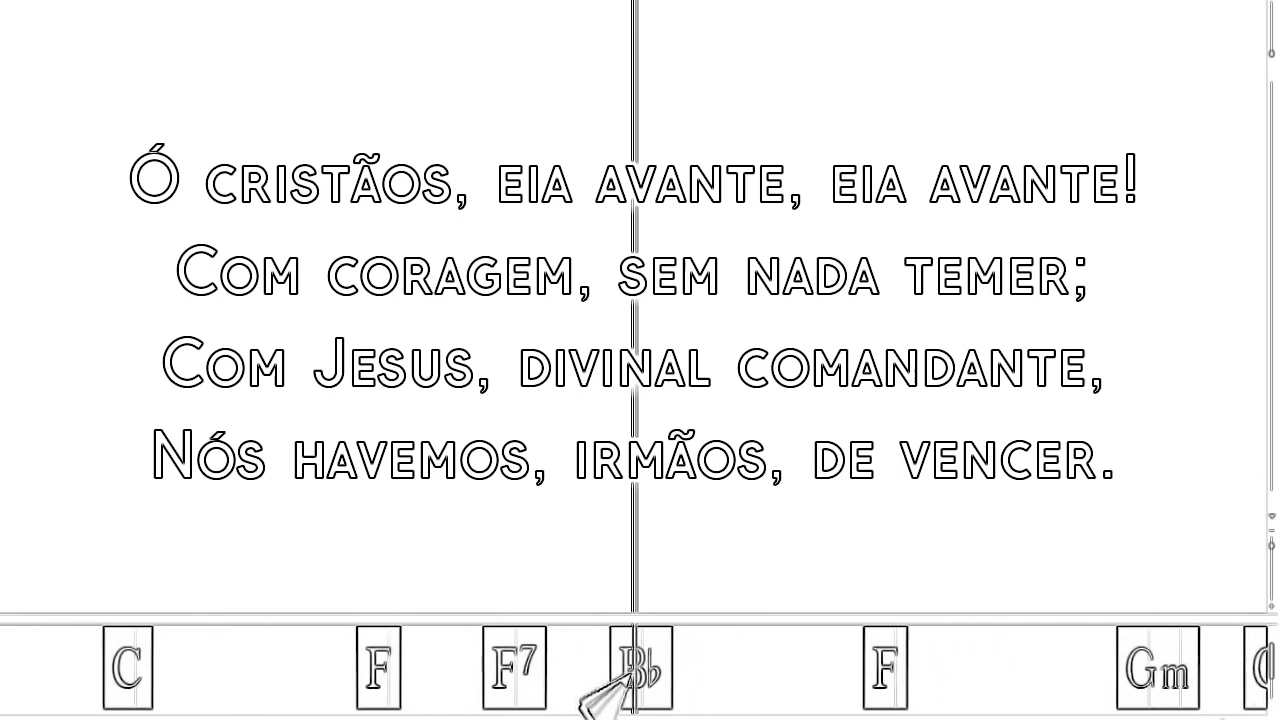 Ó cristãos, eia avante, eia avante!
Com coragem, sem nada temer;
Com Jesus, divinal comandante,
Nós havemos, irmãos, de vencer.
C F F7 B♭ F Gm